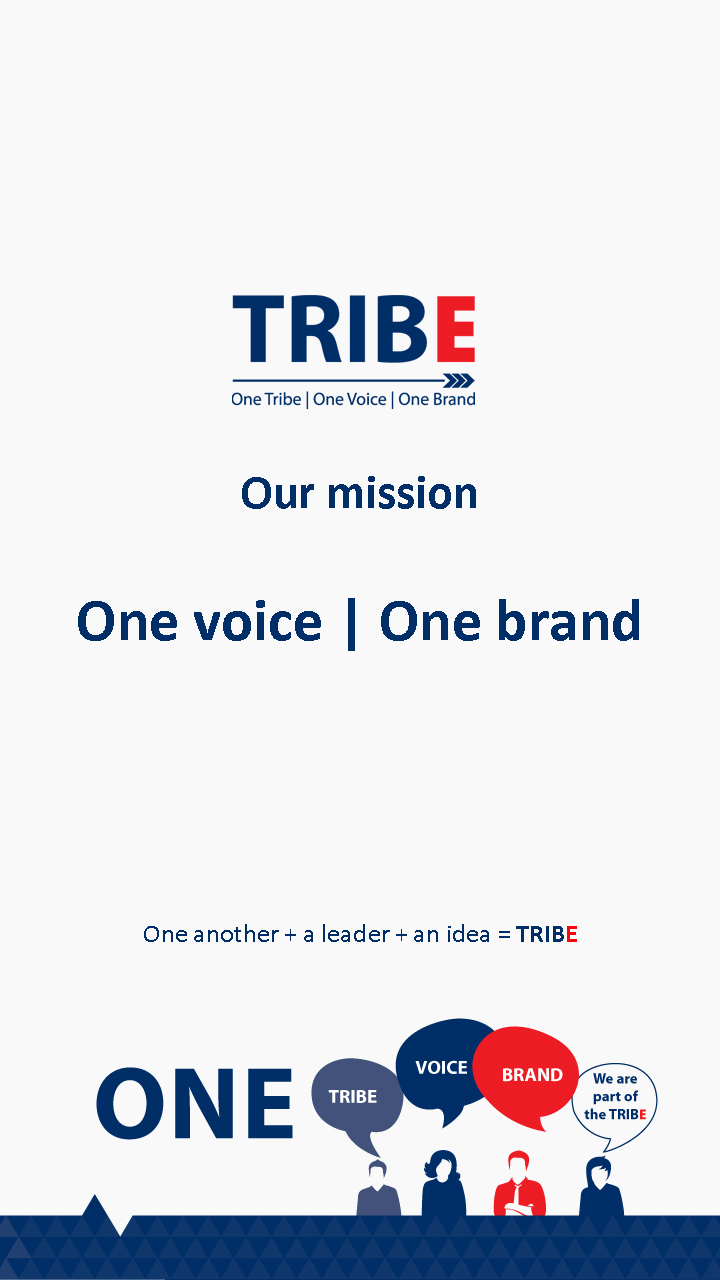 TRIBE
One Tribe | One Voice | One Brand
Our mission
One voice | One brand
One another + a leader + an idea = TRIBE
ONE
TRIBE
VOICE
BRAND
We are
part of
the TRIBE